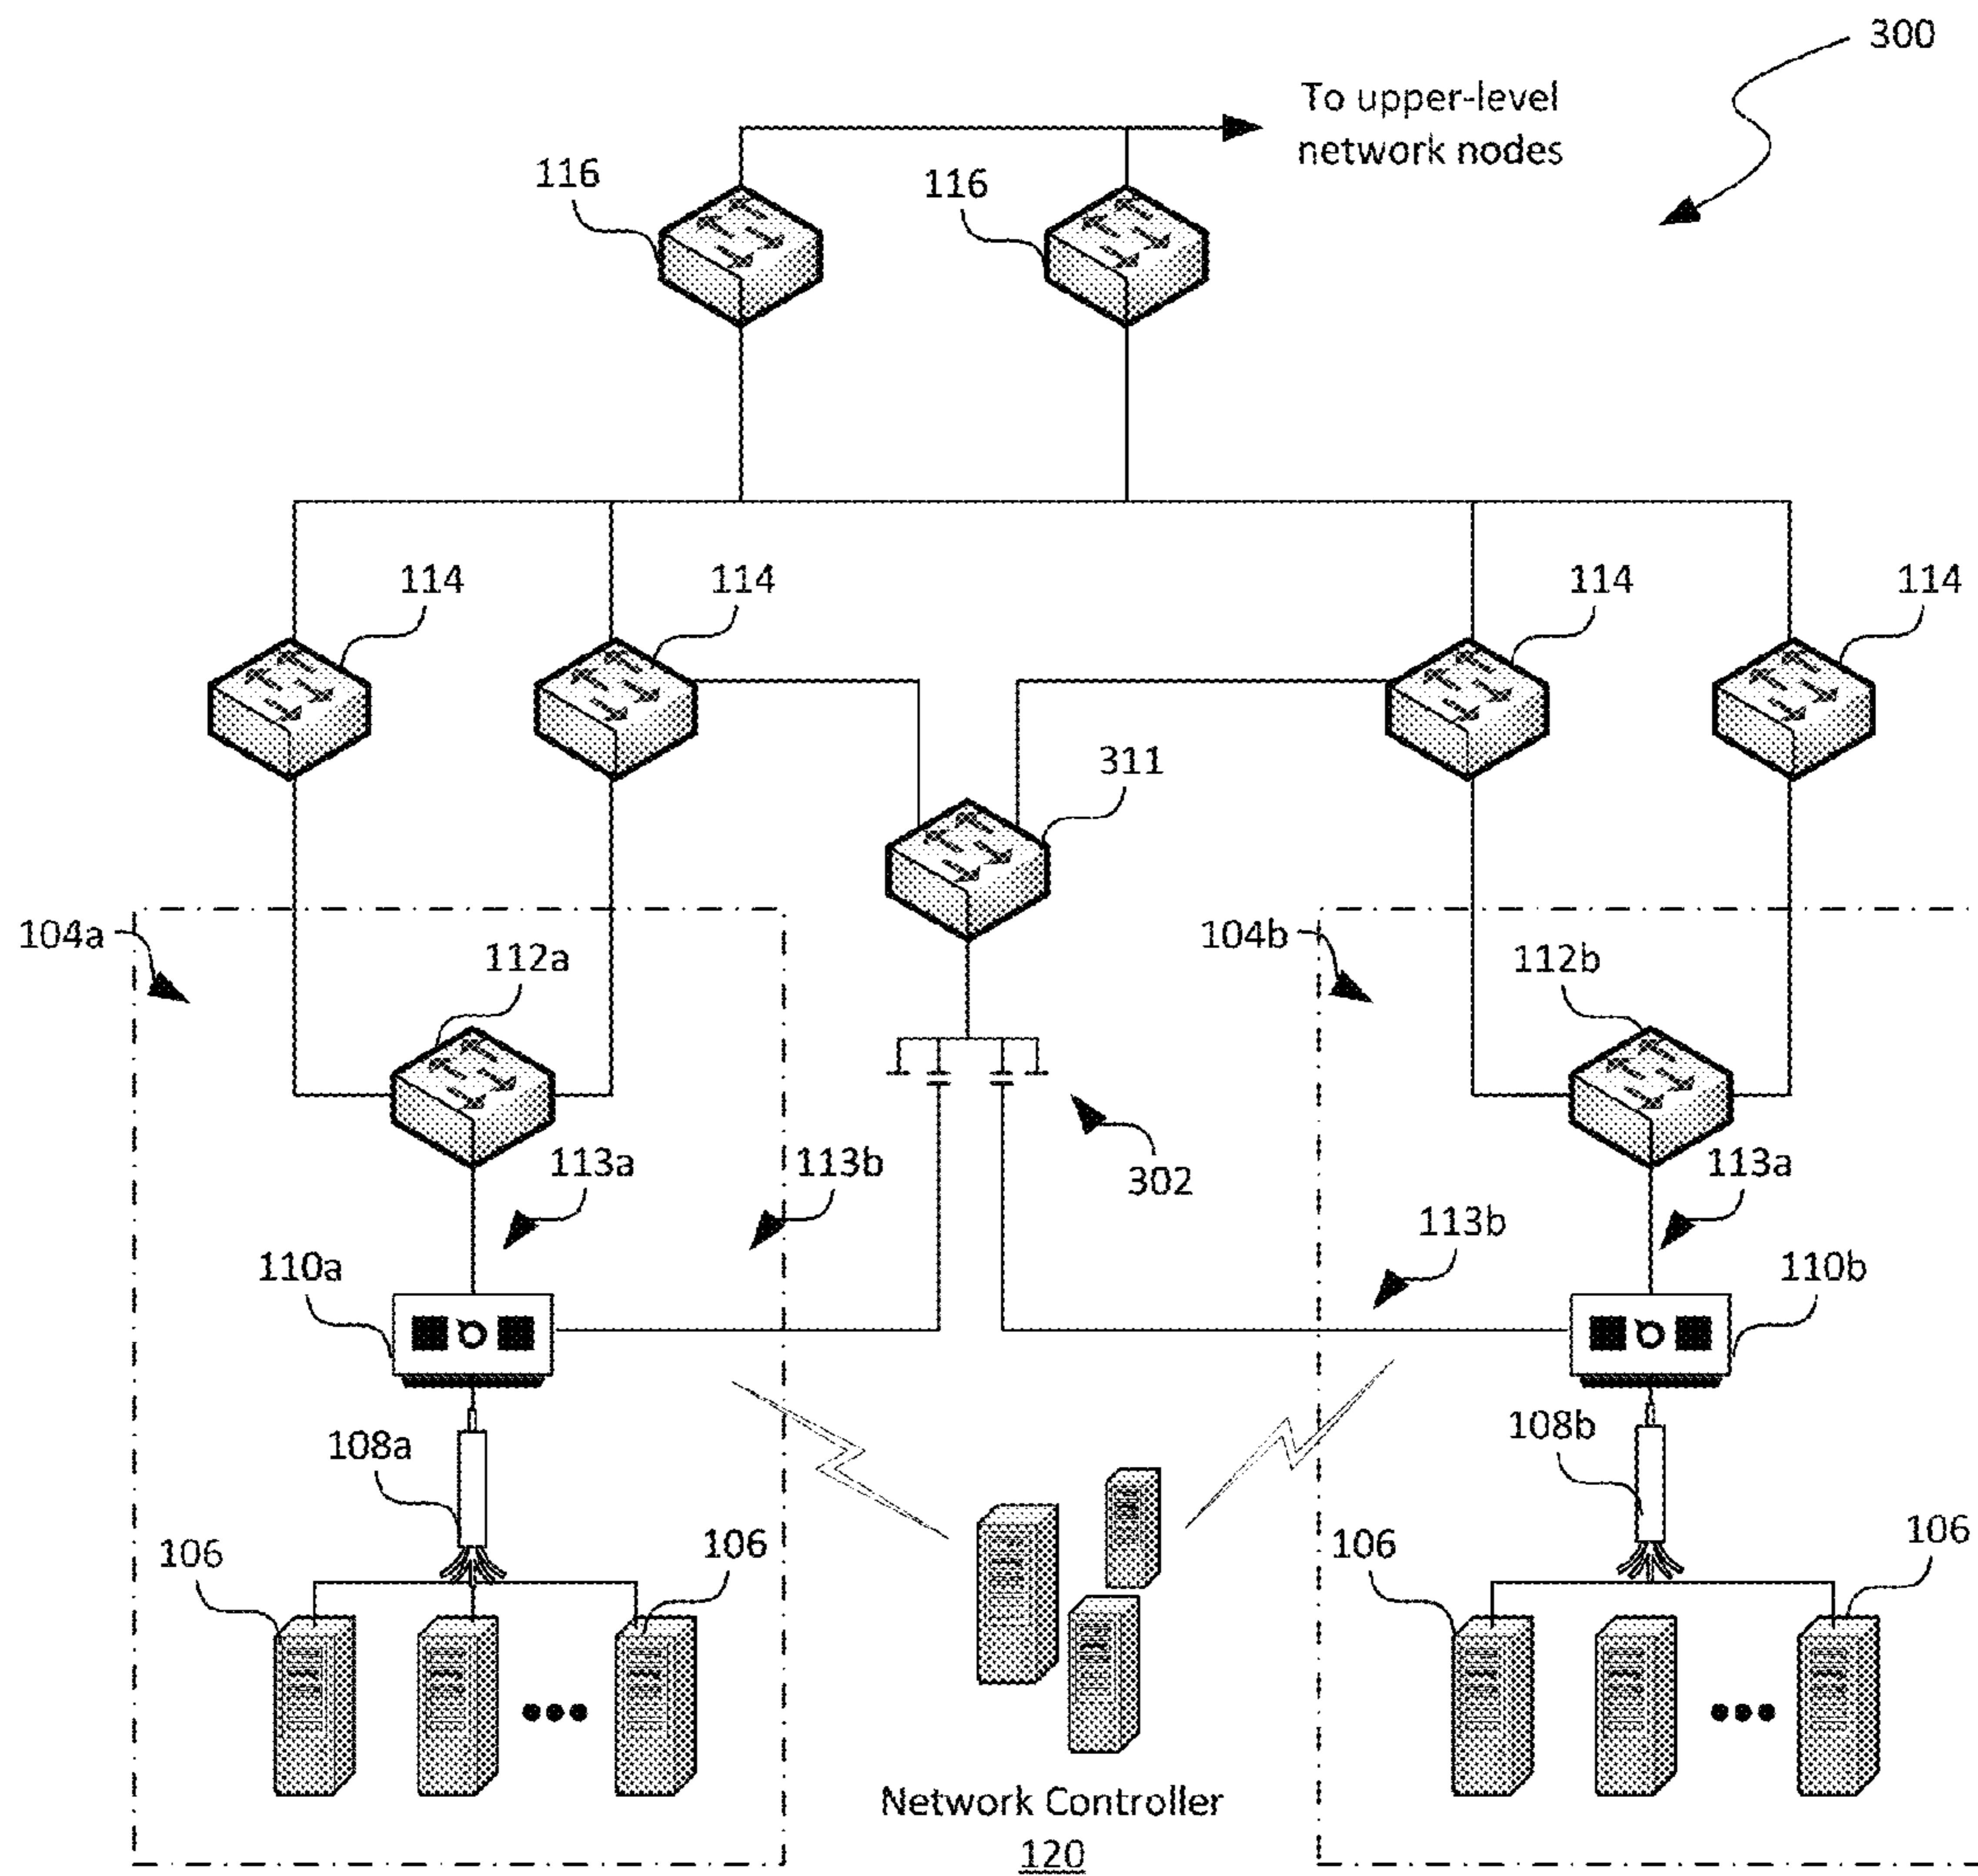 300
To upper-level
network nodes
116
116
114
114
114
114
311
104a
112a
104b
112b
113a
113b
302
113a
113b
110a
110b
108a
108b
106
106
106
106
Network Controller
120